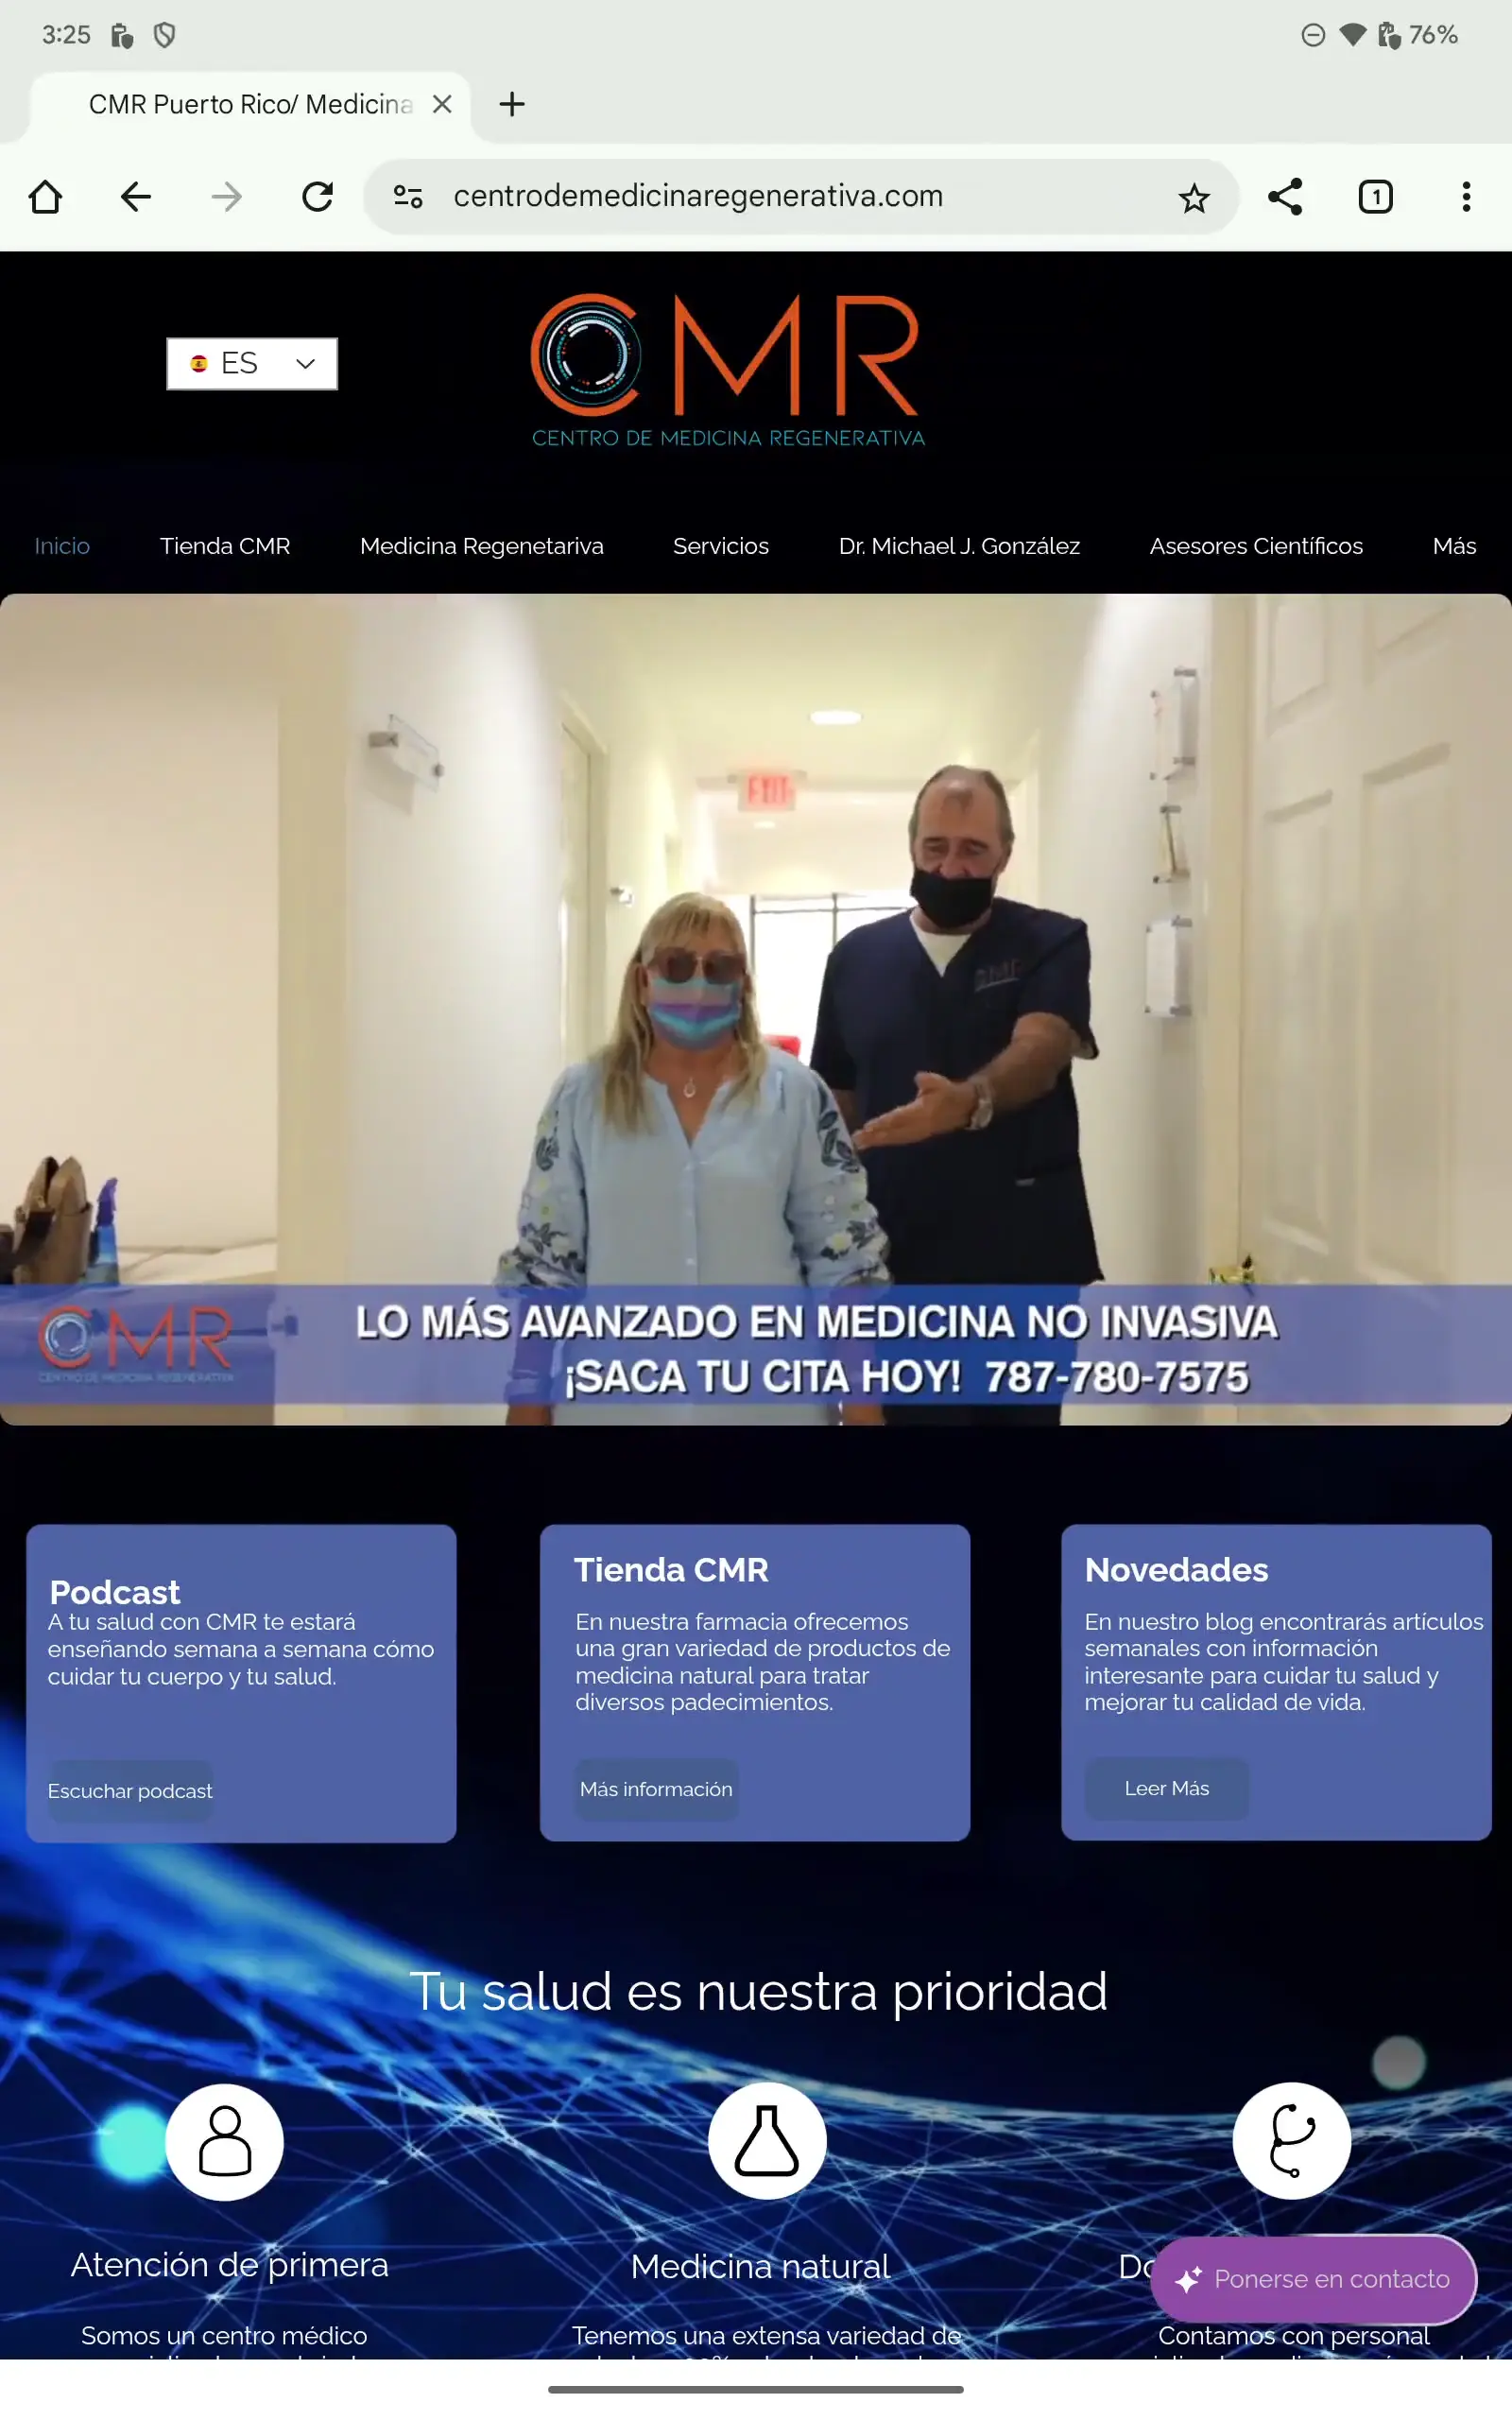 3:25
76%
CMR Puerto Rico/ Medicina
centrodemedicinaregenerativa.com
1
ES
CMR
CENTRO DE MEDICINA REGENERATIVA
Inicio
Tienda CMR
Medicina Regenetariva
Servicios
Dr. Michael J. González
Asesores Científicos
Más
EXIT
CMR
CMR
CENTRO DE MEDICINA REGENERATIVA
LO MÁS AVANZADO EN MEDICINA NO INVASIVA
¡SACA TU CITA HOY! 787-780-7575
Podcast
A tu salud con CMR te estará
enseñando semana a semana cómo
cuidar tu cuerpo y tu salud.
Escuchar podcast
Tienda CMR
En nuestra farmacia ofrecemos
una gran variedad de productos de
medicina natural para tratar
diversos padecimientos.
Más información
Novedades
En nuestro blog encontrarás artículos
semanales con información
interesante para cuidar tu salud y
mejorar tu calidad de vida.
Leer Más
Tu salud es nuestra prioridad
Atención de primera
Somos un centro médico
Medicina natural
Tenemos una extensa variedad de
Do
Ponerse en contacto
Contamos con personal